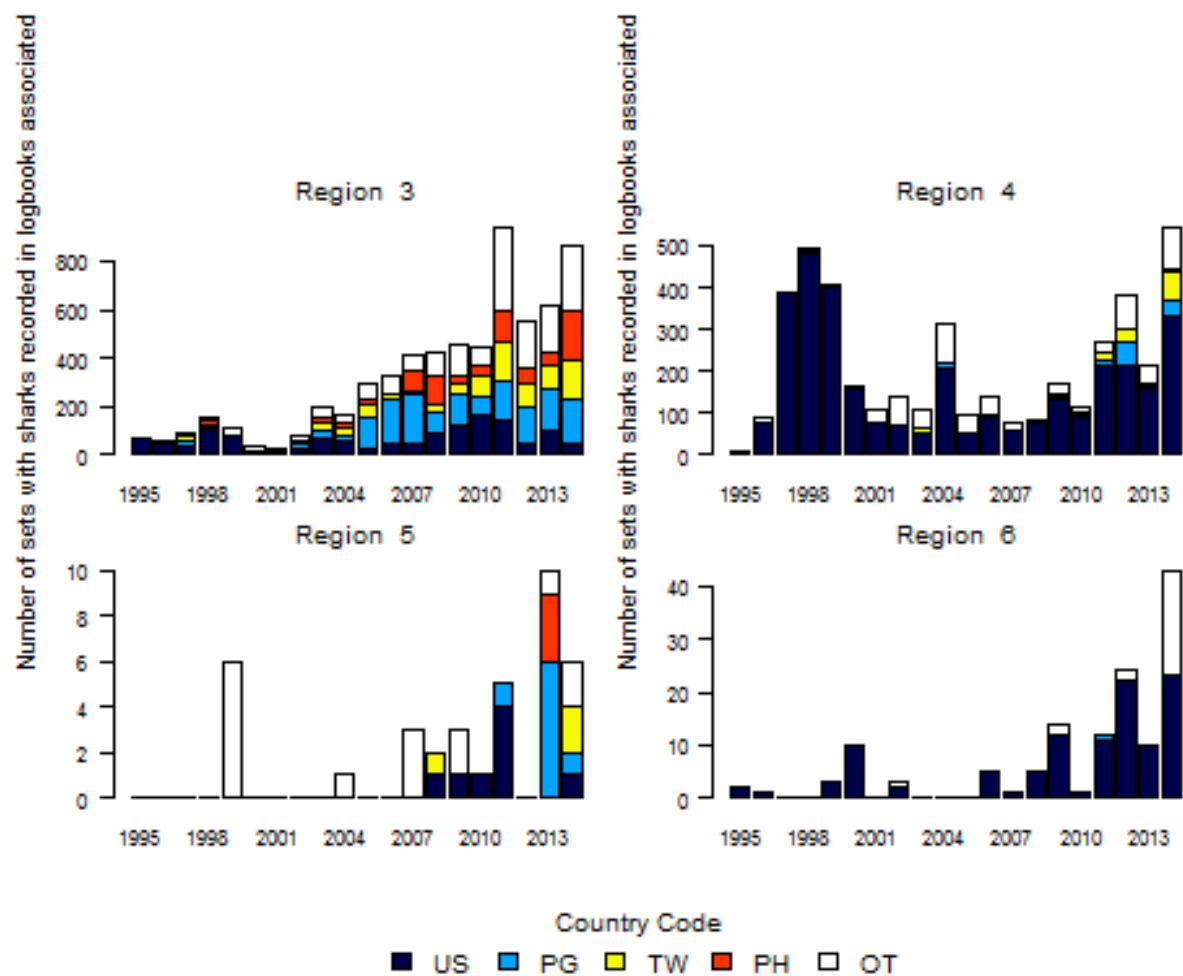 Number of sets with sharks recorded in logbooks associated
Number of sets with sharks recorded in logbooks associated
Region 3
800
600
400
200
0
1995 1998 2001 2004 2007 2010 2013
Region 4
500
400
300
200
100
0
1995 1998 2001 2004 2007 2010 2013
Region 5
10
8
6
4
2
0
1995 1998 2001 2004 2007 2010 2013
Region 6
40
30
20
10
0
1995 1998 2001 2004 2007 2010 2013
Country Code
US PG TW PH OT